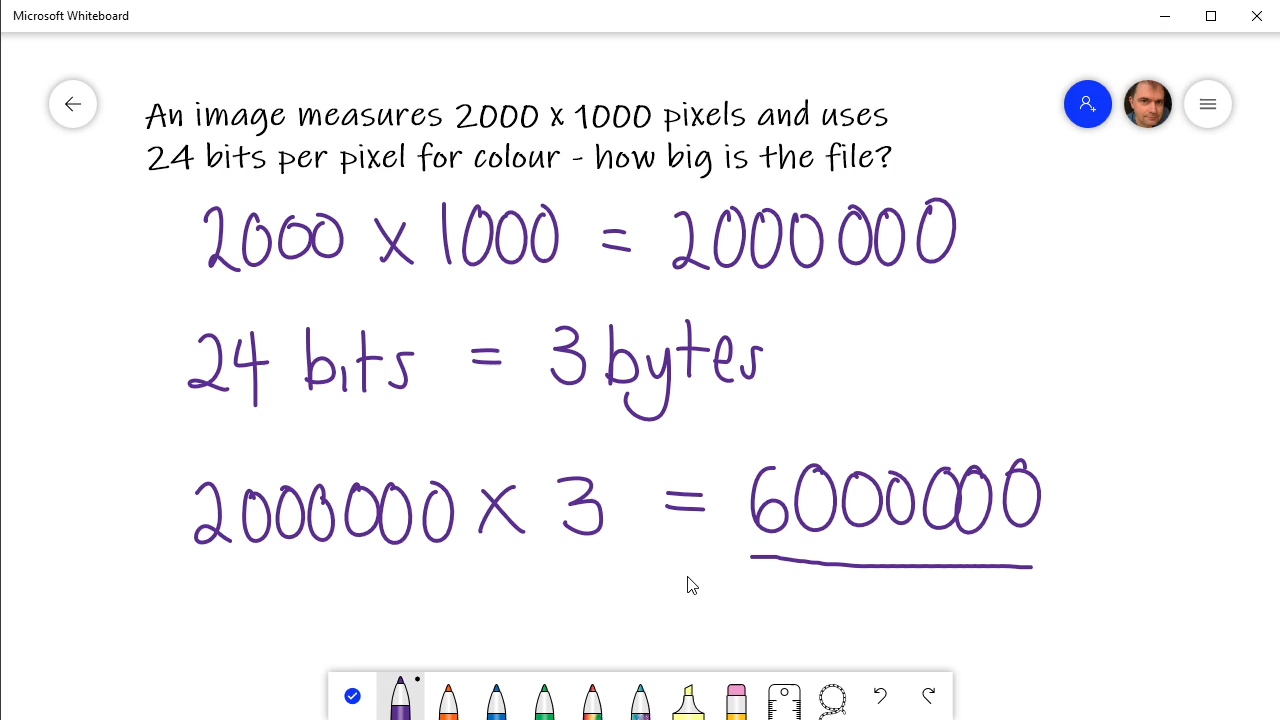 Microsoft Whiteboard
An image measures 2000 x 1000 pixels and uses
24 bits per pixel for colour - how big is the file?
2000 x 1000 = 2000000
24 bits = 3 bytes
2000000 x 3 = 6000000